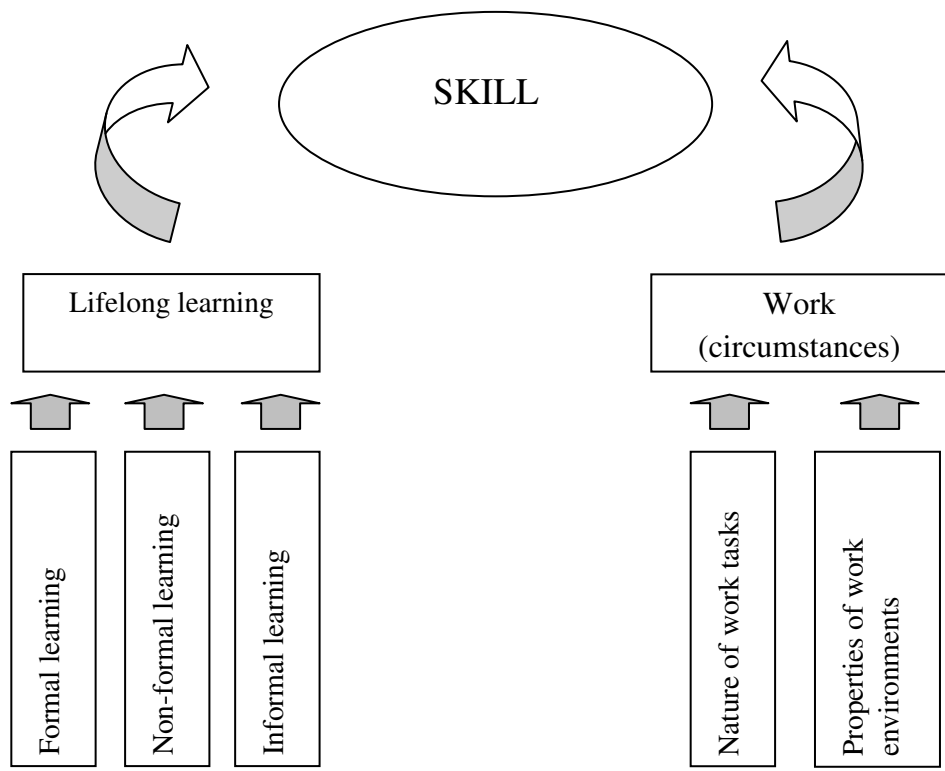 SKILL
Lifelong learning
Work
(circumstances)
Formal learning
Non-formal learning
Informal learning
Nature of work tasks
Properties of work
environments